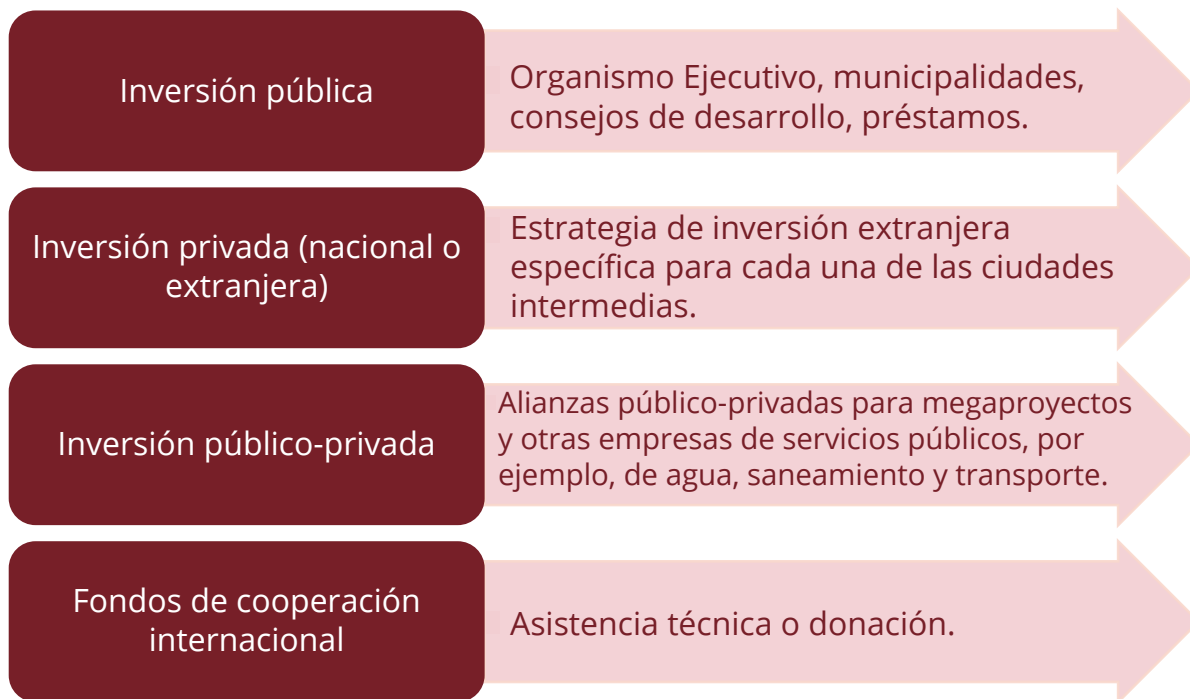 Inversión pública
Organismo Ejecutivo, municipalidades,
consejos de desarrollo, préstamos.
Inversión privada (nacional o
extranjera)
Estrategia de inversión extranjera
específica para cada una de las ciudades
intermedias.
Inversión público-privada
Alianzas público-privadas para megaproyectos
y otras empresas de servicios públicos, por
ejemplo, de agua, saneamiento y transporte.
Fondos de cooperación
internacional
Asistencia técnica o donación.